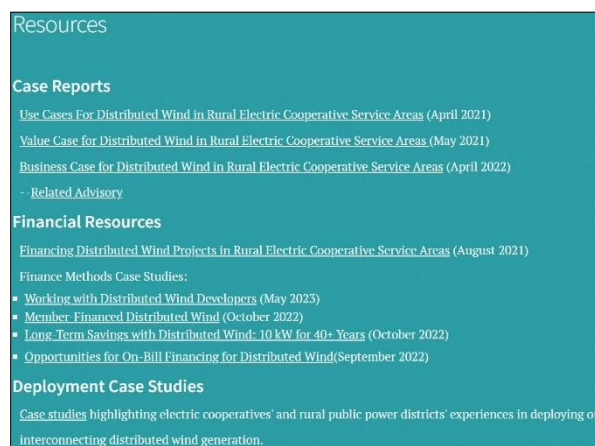 Resources
Case Reports
Use Cases For Distributed Wind in Rural Electric Cooperative Service Areas (April 2021)
Value Case for Distributed Wind in Rural Electric Cooperative Service Areas (May 2021)
Business Case for Distributed Wind in Rural Electric Cooperative Service Areas (April 2022)
- Related Advisory
Financial Resources
Financing Distributed Wind Projects in Rural Electric Cooperative Service Areas (August 2021)
Finance Methods Case Studies:
▪ Working with Distributed Wind Developers (May 2023)
▪ Member-Financed Distributed Wind (October 2022)
▪ Long-Term Savings with Distributed Wind: 10 kW for 40+ Years (October 2022)
▪ Opportunities for On-Bill Financing for Distributed Wind(September 2022)
Deployment Case Studies
Case studies highlighting electric cooperatives' and rural public power districts' experiences in deploying
interconnecting distributed wind generation.